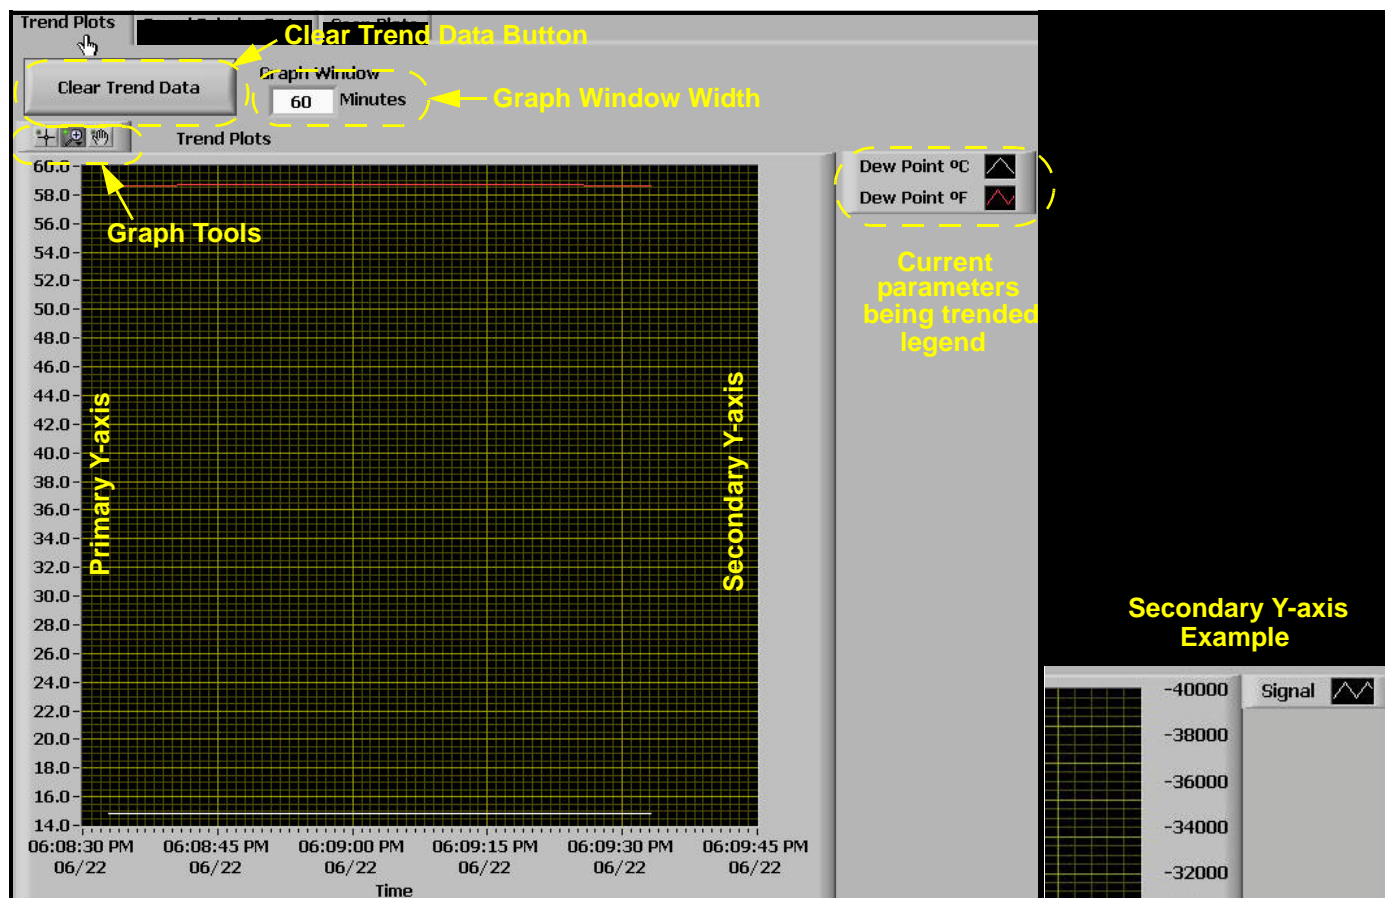 Trend Plots
Clear Trend Data Button
Clear Trend Data
Graph Window
60 Minutes
Graph Window Width
Trend Plots
Graph Tools
Dew Point ºC
Dew Point ºF
Current
parameters
being trended
legend
60.0
58.0
56.0
54.0
52.0
50.0
48.0
46.0
44.0
42.0
40.0
38.0
36.0
34.0
32.0
30.0
28.0
26.0
24.0
22.0
20.0
18.0
16.0
14.0
Primary Y-axis
Secondary Y-axis
06:08:30 PM 06:08:45 PM 06:09:00 PM 06:09:15 PM 06:09:30 PM 06:09:45 PM
06/22 06/22 06/22 06/22 06/22 06/22
Time
Secondary Y-axis
Example
-40000
-38000
-36000
-34000
-32000
Signal